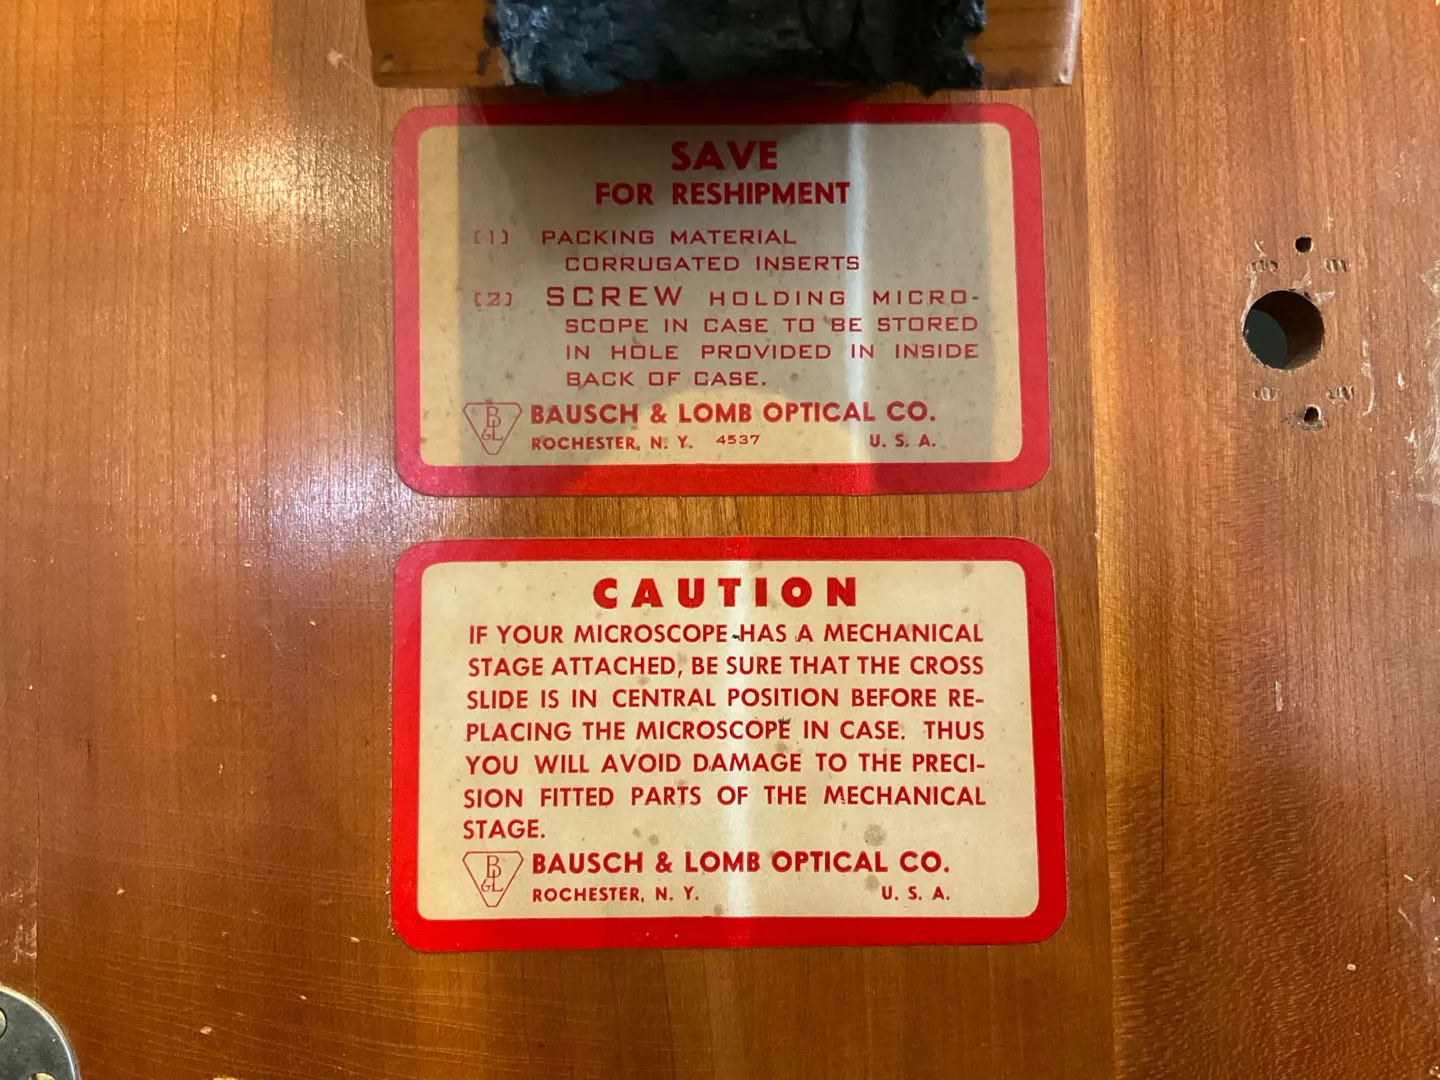 SAVE
FOR RESHIPMENT
(1) PACKING MATERIAL
CORRUGATED INSERTS
(2) SCREW HOLDING MICRO-
SCOPE IN CASE TO BE STORED
IN HOLE PROVIDED IN INSIDE
BACK OF CASE.
B & L BAUSCH & LOMB OPTICAL CO.
ROCHESTER, N. Y. 4537 U. S. A.
CAUTION
IF YOUR MICROSCOPE HAS A MECHANICAL
STAGE ATTACHED, BE SURE THAT THE CROSS
SLIDE IS IN CENTRAL POSITION BEFORE RE-
PLACING THE MICROSCOPE IN CASE. THUS
YOU WILL AVOID DAMAGE TO THE PRECI-
SION FITTED PARTS OF THE MECHANICAL
STAGE.
B & L BAUSCH & LOMB OPTICAL CO.
ROCHESTER, N. Y. U. S. A.